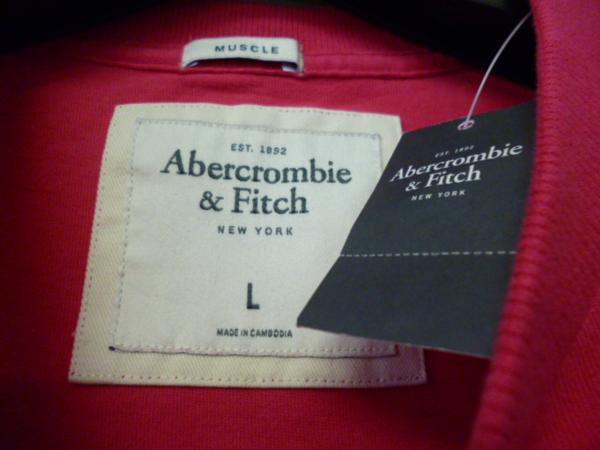 MUSCLE
EST. 1892
Abercrombie
& Fitch
NEW YORK
L
MADE IN CAMBODIA
EST. 1892
Abercrombie
& Fitch
NEW YORK